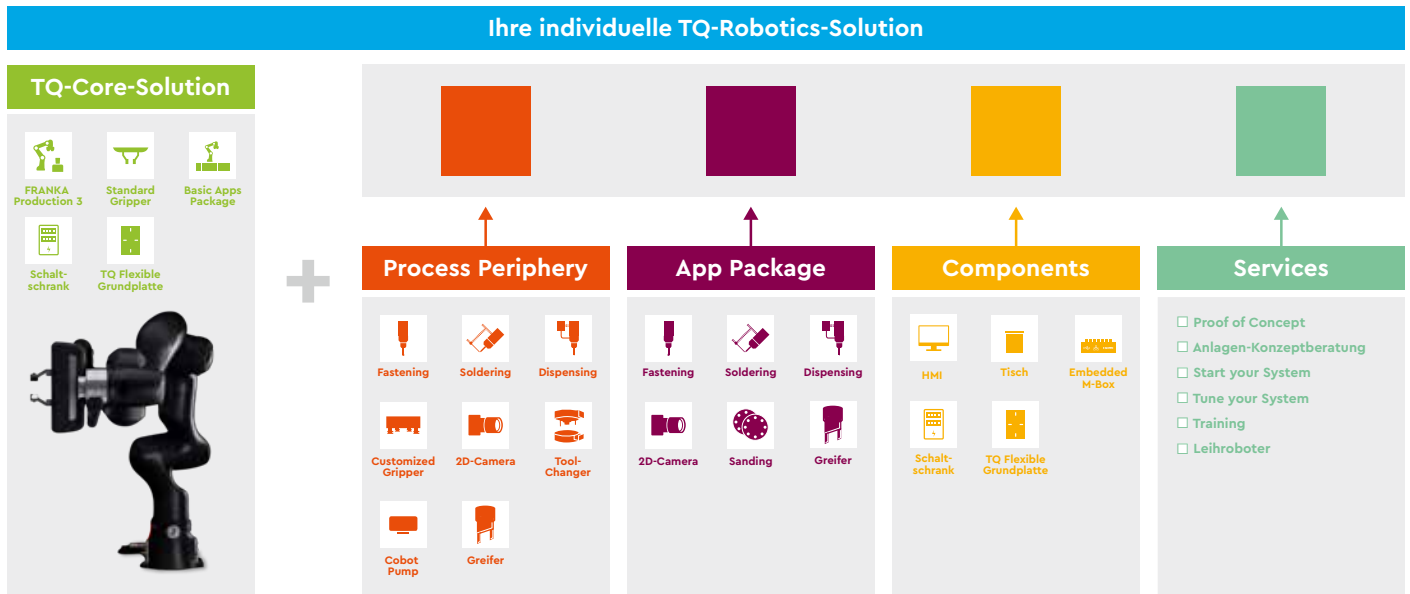 Ihre individuelle TQ-Robotics-Solution
TQ-Core-Solution
FRANKA
Production 3
Standard
Gripper
Basic Apps
Package
Schalt-
schrank
TQ Flexible
Grundplatte
Process Periphery
Fastening
Soldering
Dispensing
Customized
Gripper
2D-Camera
Tool-
Changer
Cobot
Pump
Greifer
App Package
Fastening
Soldering
Dispensing
2D-Camera
Sanding
Greifer
Components
HMI
Tisch
Embedded
M-Box
Schalt-
schrank
TQ Flexible
Grundplatte
Services
Proof of Concept
Anlagen-Konzeptberatung
Start your System
Tune your System
Training
Leihroboter